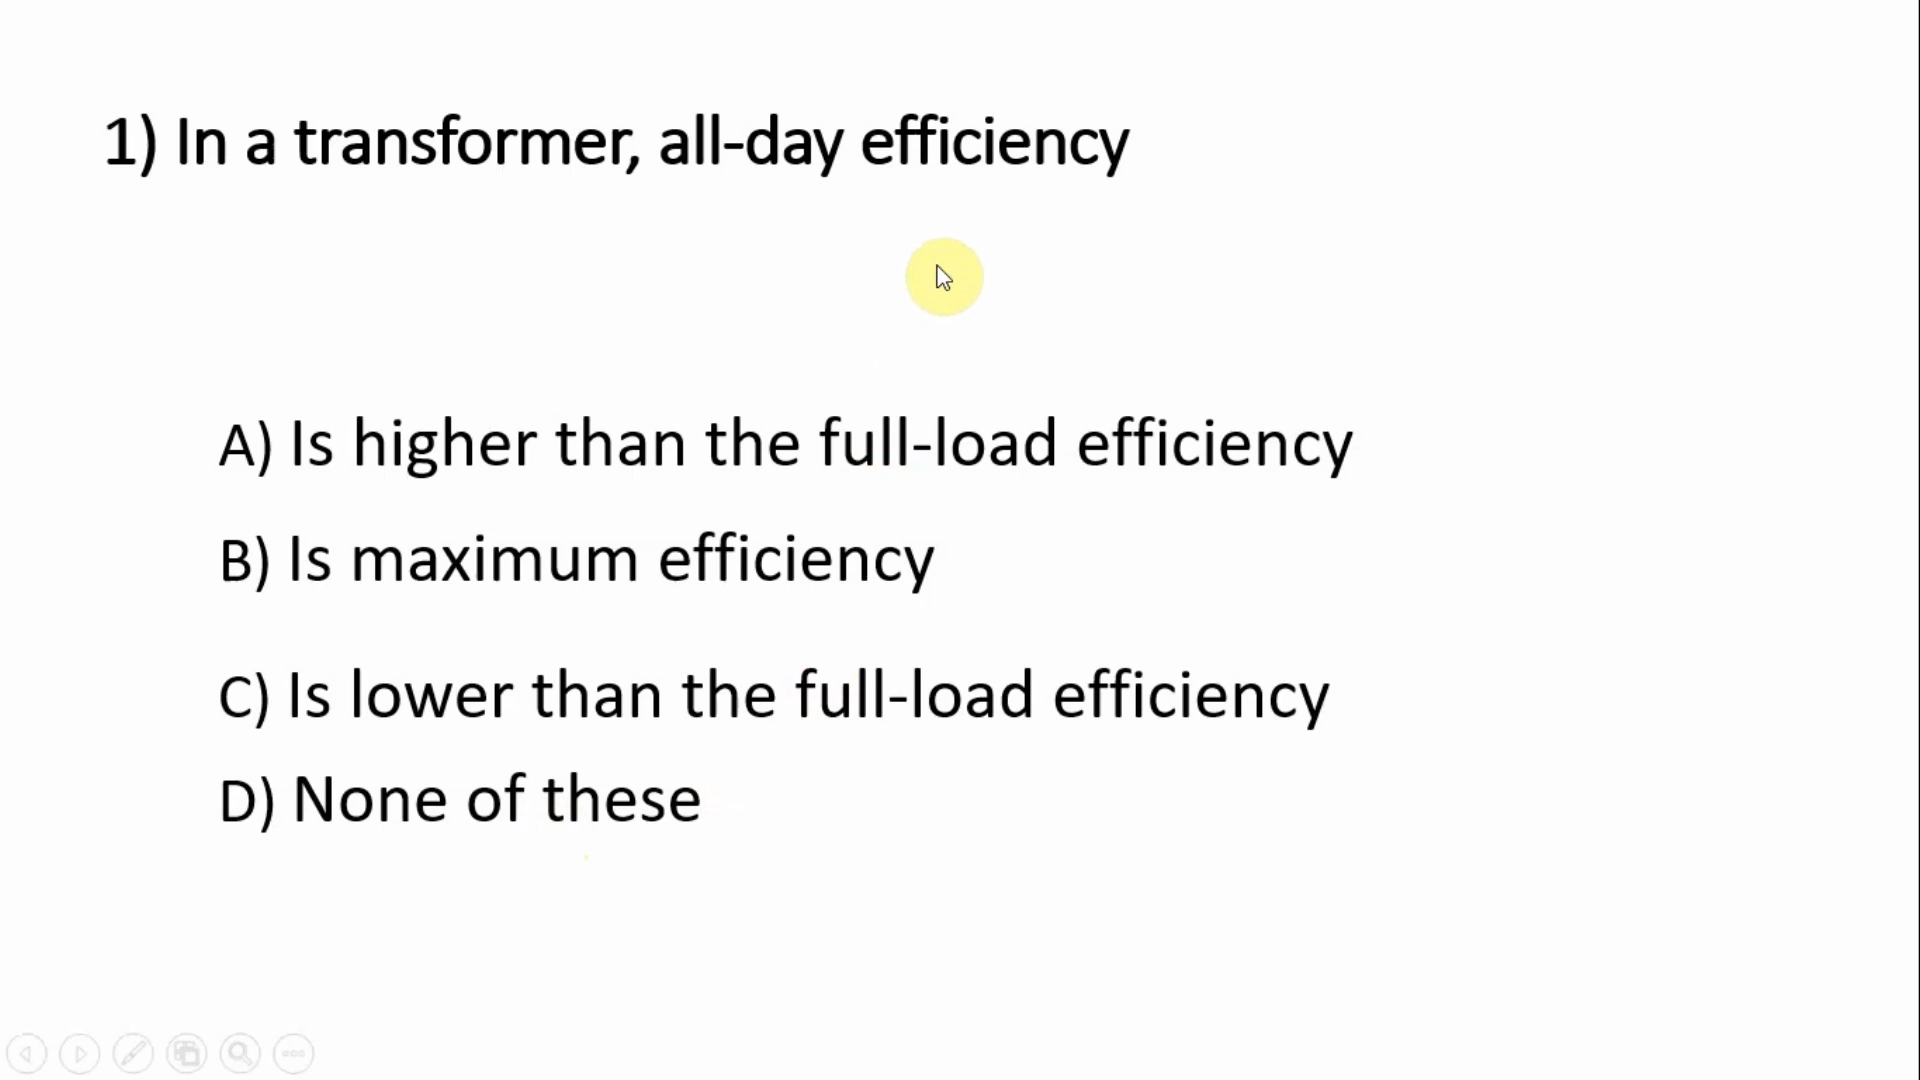 1) In a transformer, all-day efficiency
A) Is higher than the full-load efficiency
B) Is maximum efficiency
C) Is lower than the full-load efficiency
D) None of these